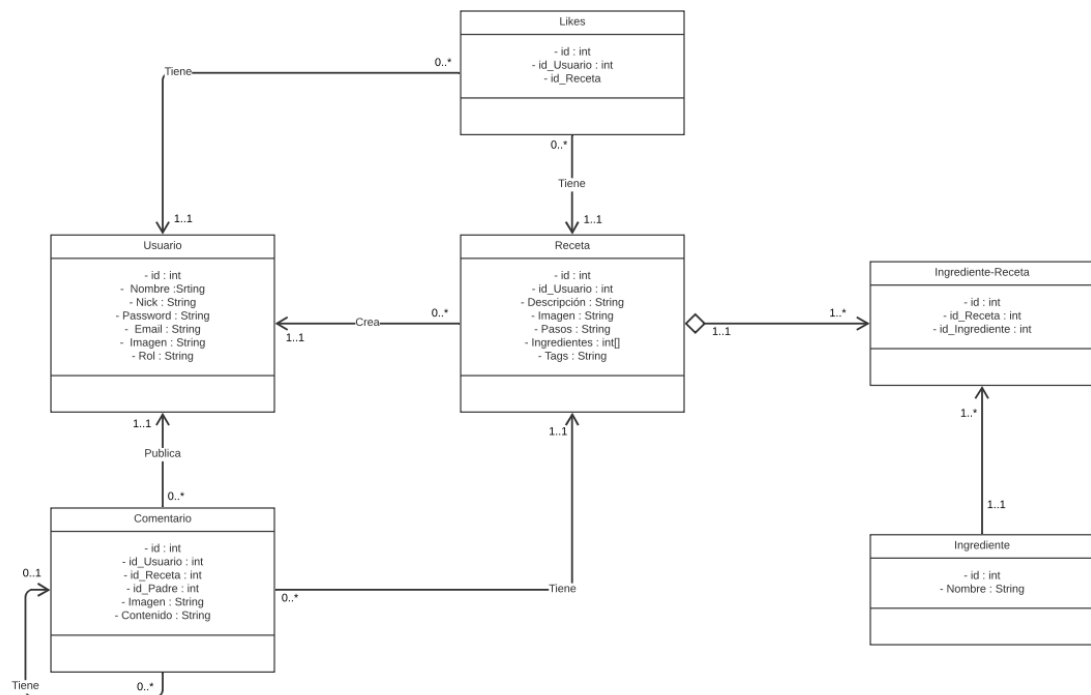 Likes
- id : int
- id_Usuario : int
- id_Receta
0..*
Tiene
0..*
Tiene
1..1
1..1
Usuario
- id : int
- Nombre :Srting
- Nick : String
- Password : String
- Email : String
- Imagen : String
- Rol : String
Receta
- id : int
- id_Usuario : int
- Descripción : String
- Imagen : String
- Pasos : String
- Ingredientes : int[]
- Tags : String
Ingrediente-Receta
- id : int
- id_Receta : int
- id_Ingrediente : int
0..*
Crea
1..1
1..1
1..*
1..1
Publica
0..*
1..1
1..*
1..1
Comentario
- id : int
- id_Usuario : int
- id_Receta : int
- id_Padre : int
- Imagen : String
- Contenido : String
Ingrediente
- id : int
- Nombre : String
0..1
0..*
Tiene
Tiene
0..*